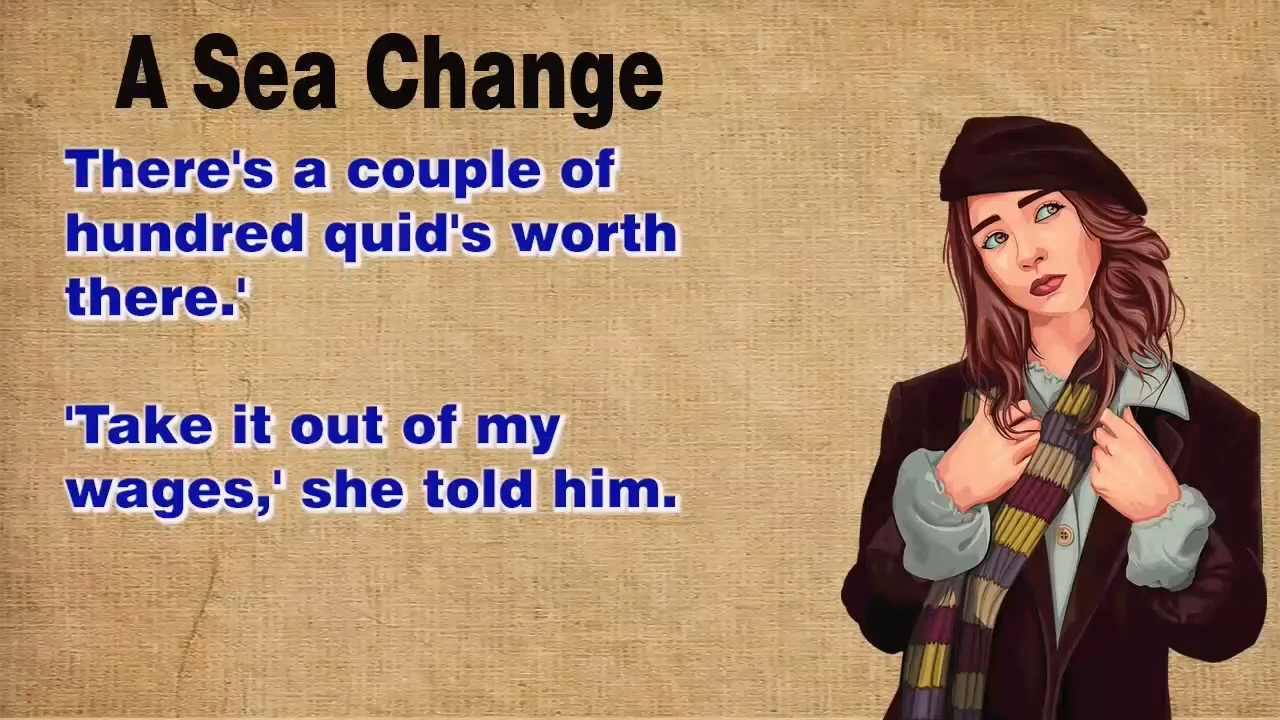 A Sea Change
There's a couple of
hundred quid's worth
there.'
'Take it out of my
wages,' she told him.